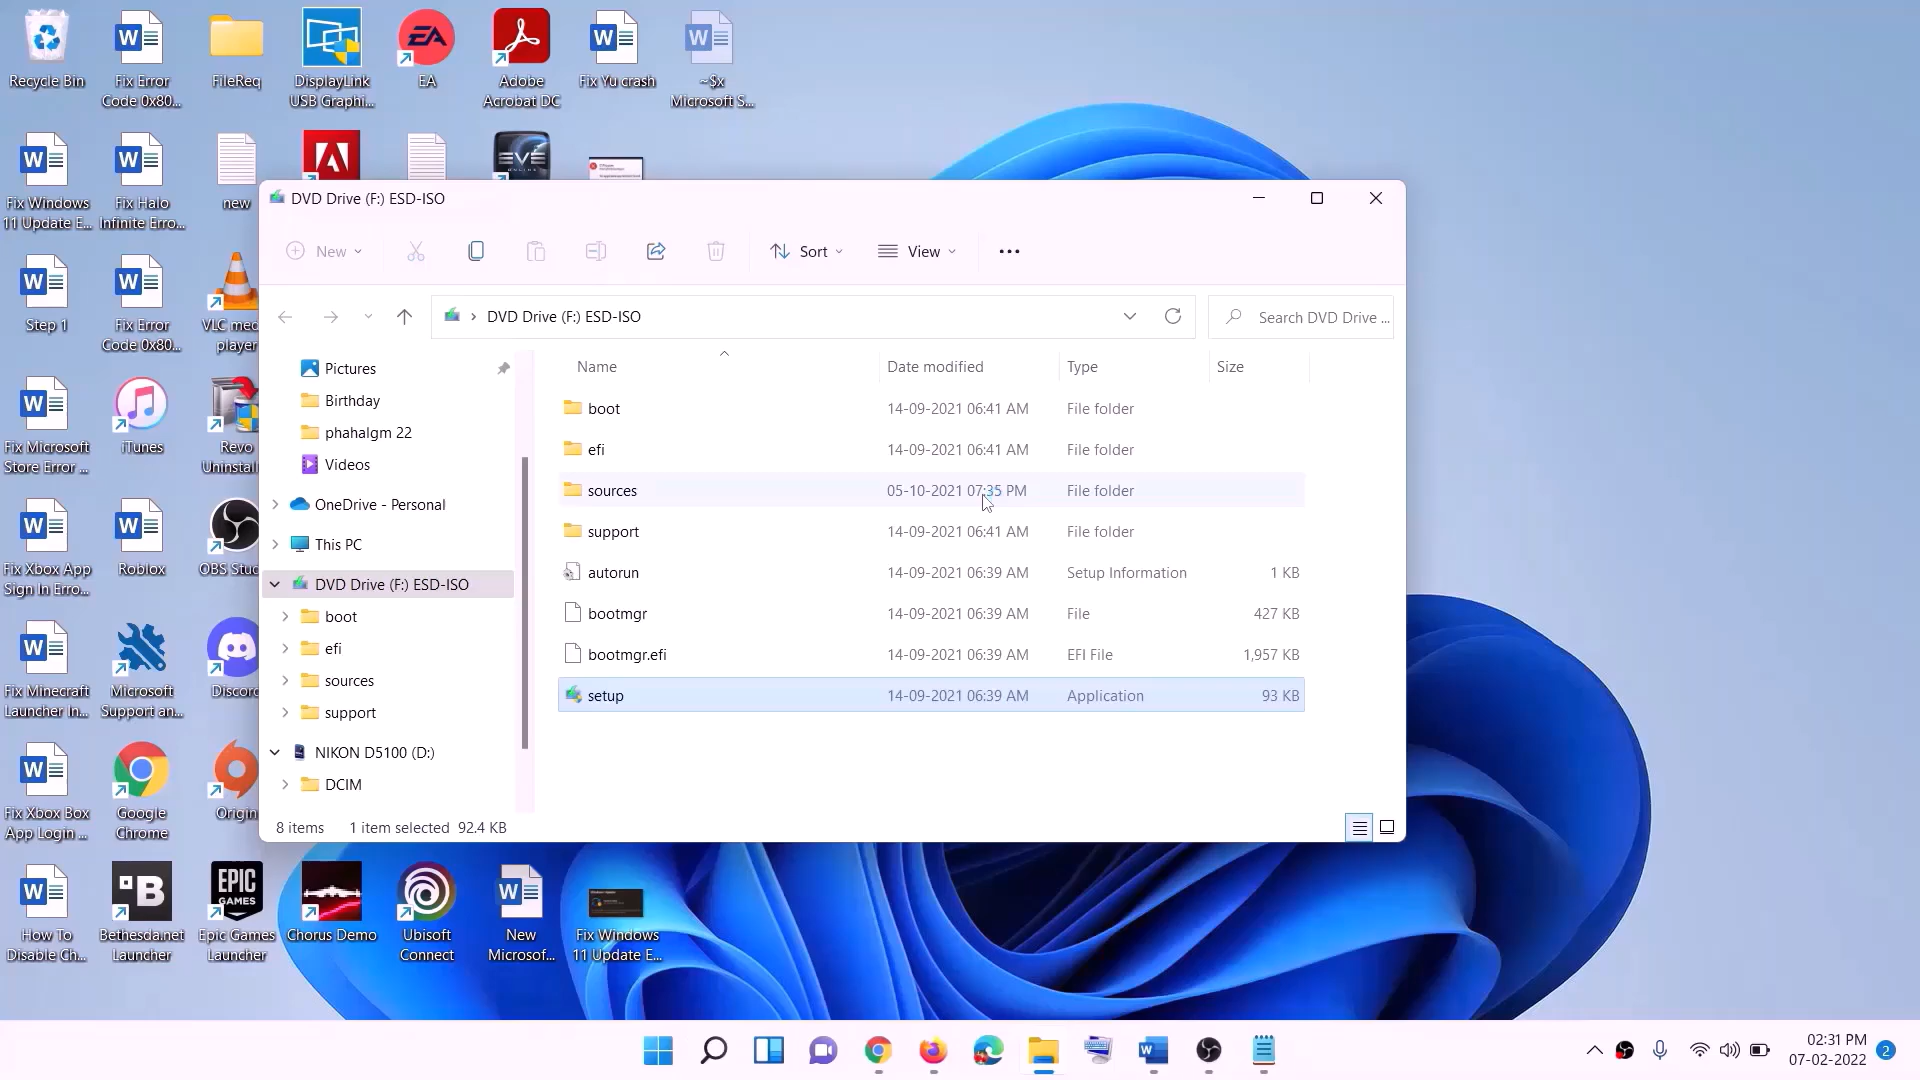 Recycle Bin
Fix Error
Code 0x80...
FileReq
DisplayLink
USB Graphi...
EA
Adobe
Acrobat DC
Fix Yu crash
~$x
Microsoft S...
Fix Windows
11 Update E...
Fix Halo
Infinite Erro...
new
EVE
ONLINE
Step 1
Fix Error
Code 0x80...
VLC med
player
Fix Microsoft
Store Error ...
iTunes
Revo
Uninstall
Fix Xbox App
Sign In Erro...
Roblox
OBS Stud
Fix Minecraft
Launcher In...
Microsoft
Support an...
Discord
Fix Xbox Box
App Login ...
Google
Chrome
Origin
How To
Disable Ch...
Bethesda.net
Launcher
EPIC
GAMES
Epic Games
Launcher
Chorus Demo
Ubisoft
Connect
New
Microsof...
Fix Windows
11 Update E...
DVD Drive (F:) ESD-ISO
New
Sort
View
DVD Drive (F:) ESD-ISO
Search DVD Drive ...
Pictures
Birthday
phahalgm 22
Videos
OneDrive - Personal
This PC
DVD Drive (F:) ESD-ISO
boot
efi
sources
support
NIKON D5100 (D:)
DCIM
Name Date modified Type Size
boot 14-09-2021 06:41 AM File folder
efi 14-09-2021 06:41 AM File folder
sources 05-10-2021 07:35 PM File folder
support 14-09-2021 06:41 AM File folder
autorun 14-09-2021 06:39 AM Setup Information 1 KB
bootmgr 14-09-2021 06:39 AM File 427 KB
bootmgr.efi 14-09-2021 06:39 AM EFI File 1,957 KB
setup 14-09-2021 06:39 AM Application 93 KB
8 items 1 item selected 92.4 KB
02:31 PM
07-02-2022
2